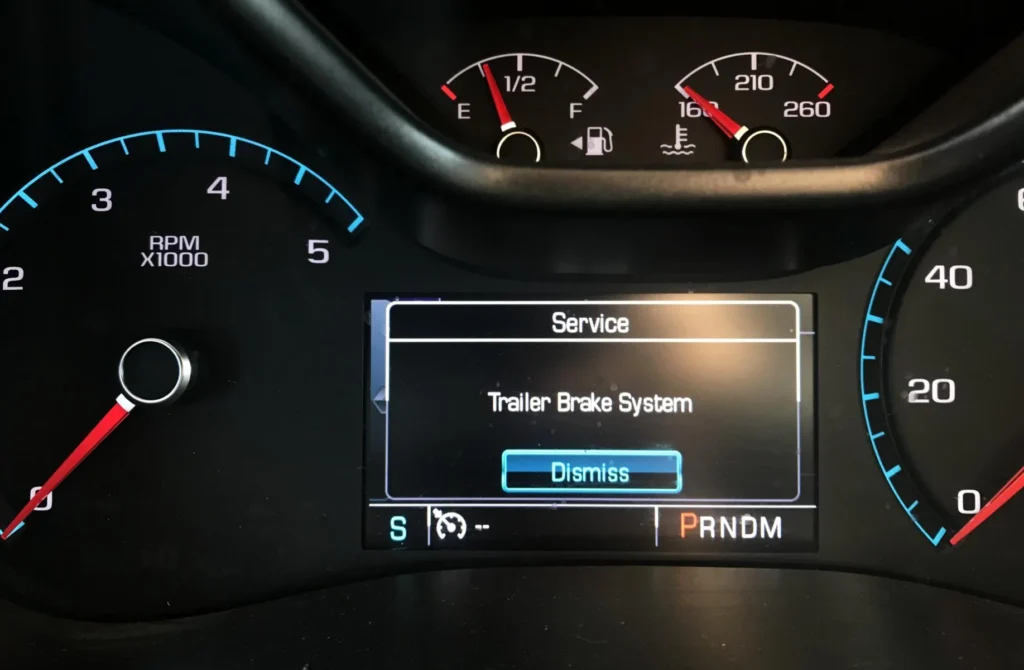 E 1/2 F
160 210 260
2 3 4 5
RPM
X1000
0
Service
Trailer Brake System
Dismiss
S -- PRNDM
40
20
0